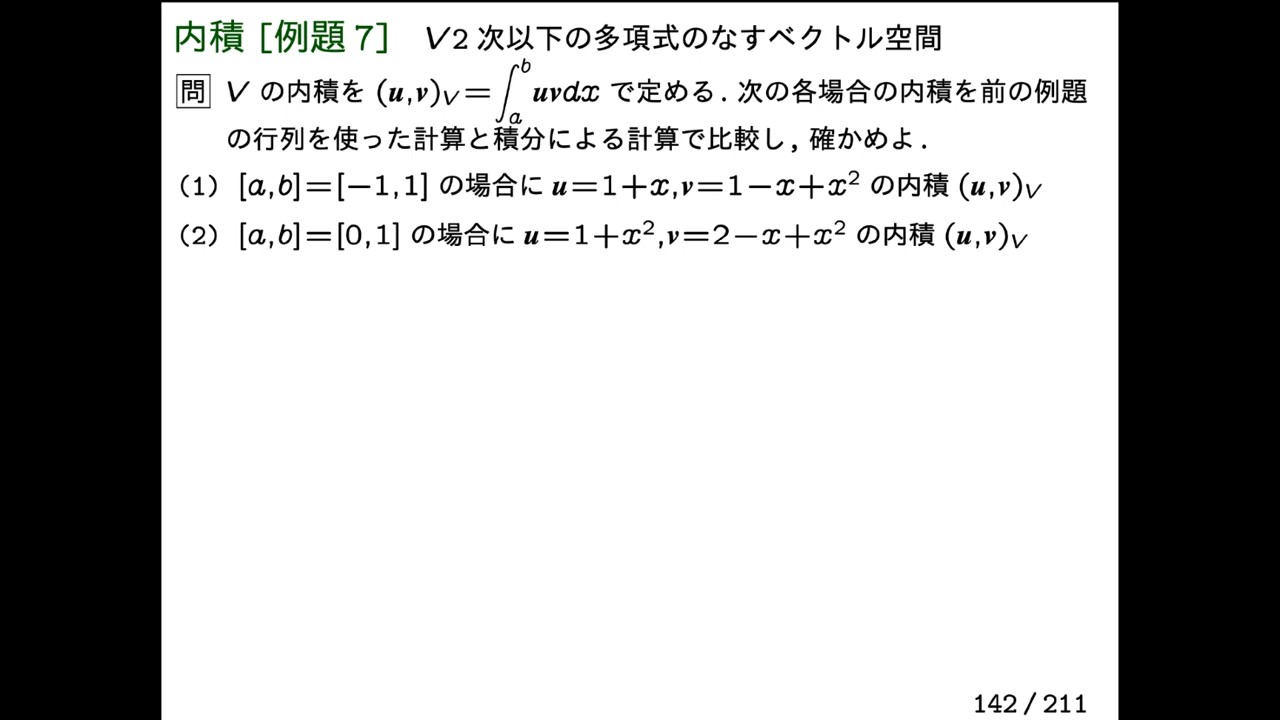 内積 [例題 7] V2 次以下の多項式のなすベクトル空間
問 V の内積を (u,v)_V=∫_a^b uvdx で定める. 次の各場合の内積を前の例題
の行列を使った計算と積分による計算で比較し, 確かめよ.
(1) [a,b]=[−1,1] の場合に u=1+x,v=1−x+x² の内積 (u,v)_V
(2) [a,b]=[0,1] の場合に u=1+x²,v=2−x+x² の内積 (u,v)_V
142 / 211